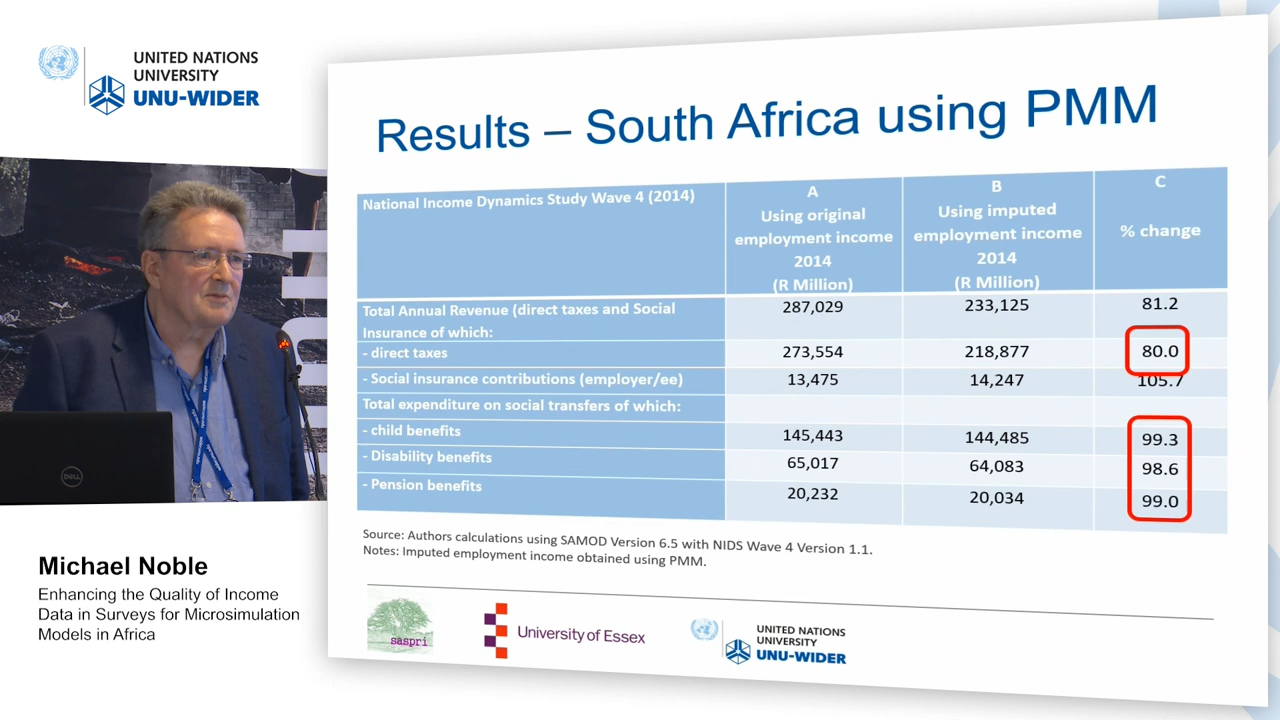 UNITED NATIONS
UNIVERSITY
UNU-WIDER
Results – South Africa using PMM
National Income Dynamics Study Wave 4 (2014)
A
Using original
employment income
2014
(R Million)
B
Using imputed
employment income
2014
(R Million)
C
% change
Total Annual Revenue (direct taxes and Social
Insurance of which:
287,029
233,125
81.2
- direct taxes
273,554
218,877
80.0
- Social insurance contributions (employer/ee)
13,475
14,247
105.7
Total expenditure on social transfers of which:
- child benefits
145,443
144,485
99.3
- Disability benefits
65,017
64,083
98.6
- Pension benefits
20,232
20,034
99.0
Source: Authors calculations using SAMOD Version 6.5 with NIDS Wave 4 Version 1.1.
Notes: Imputed employment income obtained using PMM.
saspri
University of Essex
UNITED NATIONS
UNIVERSITY
UNU-WIDER
DELL
Michael Noble
Enhancing the Quality of Income
Data in Surveys for Microsimulation
Models in Africa